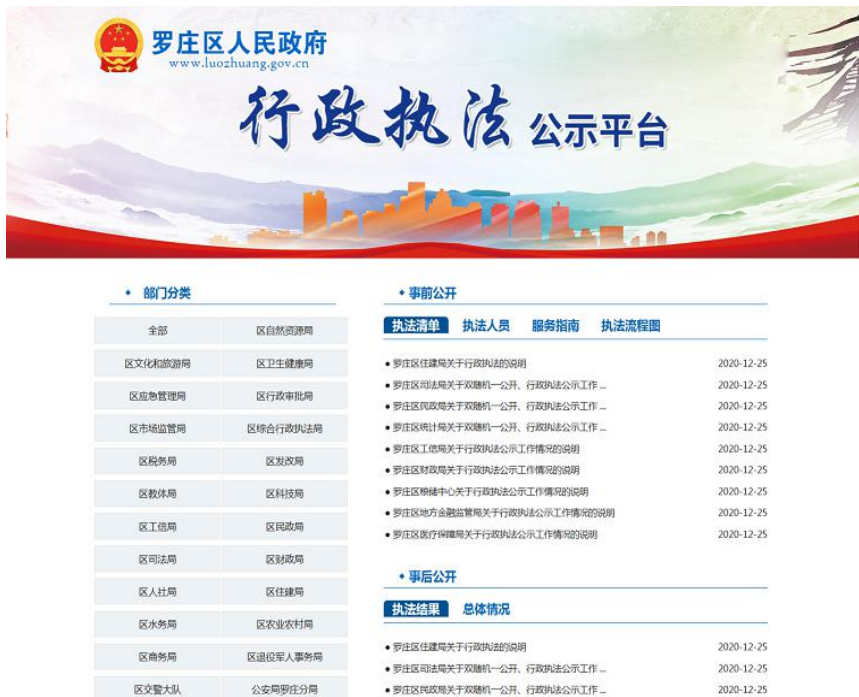 罗庄区人民政府
www.luozhuang.gov.cn
行政执法 公示平台
部门分类
全部 区自然资源局
区文化和旅游局 区卫生健康局
区应急管理局 区行政审批局
区市场监管局 区综合行政执法局
区税务局 区发改局
区教体局 区科技局
区工信局 区民政局
区司法局 区财政局
区人社局 区住建局
区水务局 区农业农村局
区商务局 区退役军人事务局
区交警大队 公安局罗庄分局
事前公开
执法清单 执法人员 服务指南 执法流程图
罗庄区住建局关于行政执法的说明 2020-12-25
罗庄区司法局关于双随机一公开、行政执法公示工作 ... 2020-12-25
罗庄区民政局关于双随机一公开、行政执法公示工作 ... 2020-12-25
罗庄区统计局关于双随机一公开、行政执法公示工作 ... 2020-12-25
罗庄区工信局关于行政执法公示工作情况的说明 2020-12-25
罗庄区财政局关于行政执法公示工作情况的说明 2020-12-25
罗庄区粮储中心关于行政执法公示工作情况的说明 2020-12-25
罗庄区地方金融监管局关于行政执法公示工作情况的说明 2020-12-25
罗庄区医疗保障局关于行政执法公示工作情况的说明 2020-12-25
事后公开
执法结果 总体情况
罗庄区住建局关于行政执法的说明 2020-12-25
罗庄区司法局关于双随机一公开、行政执法公示工作 ... 2020-12-25
罗庄区民政局关于双随机一公开、行政执法公示工作 ... 2020-12-25